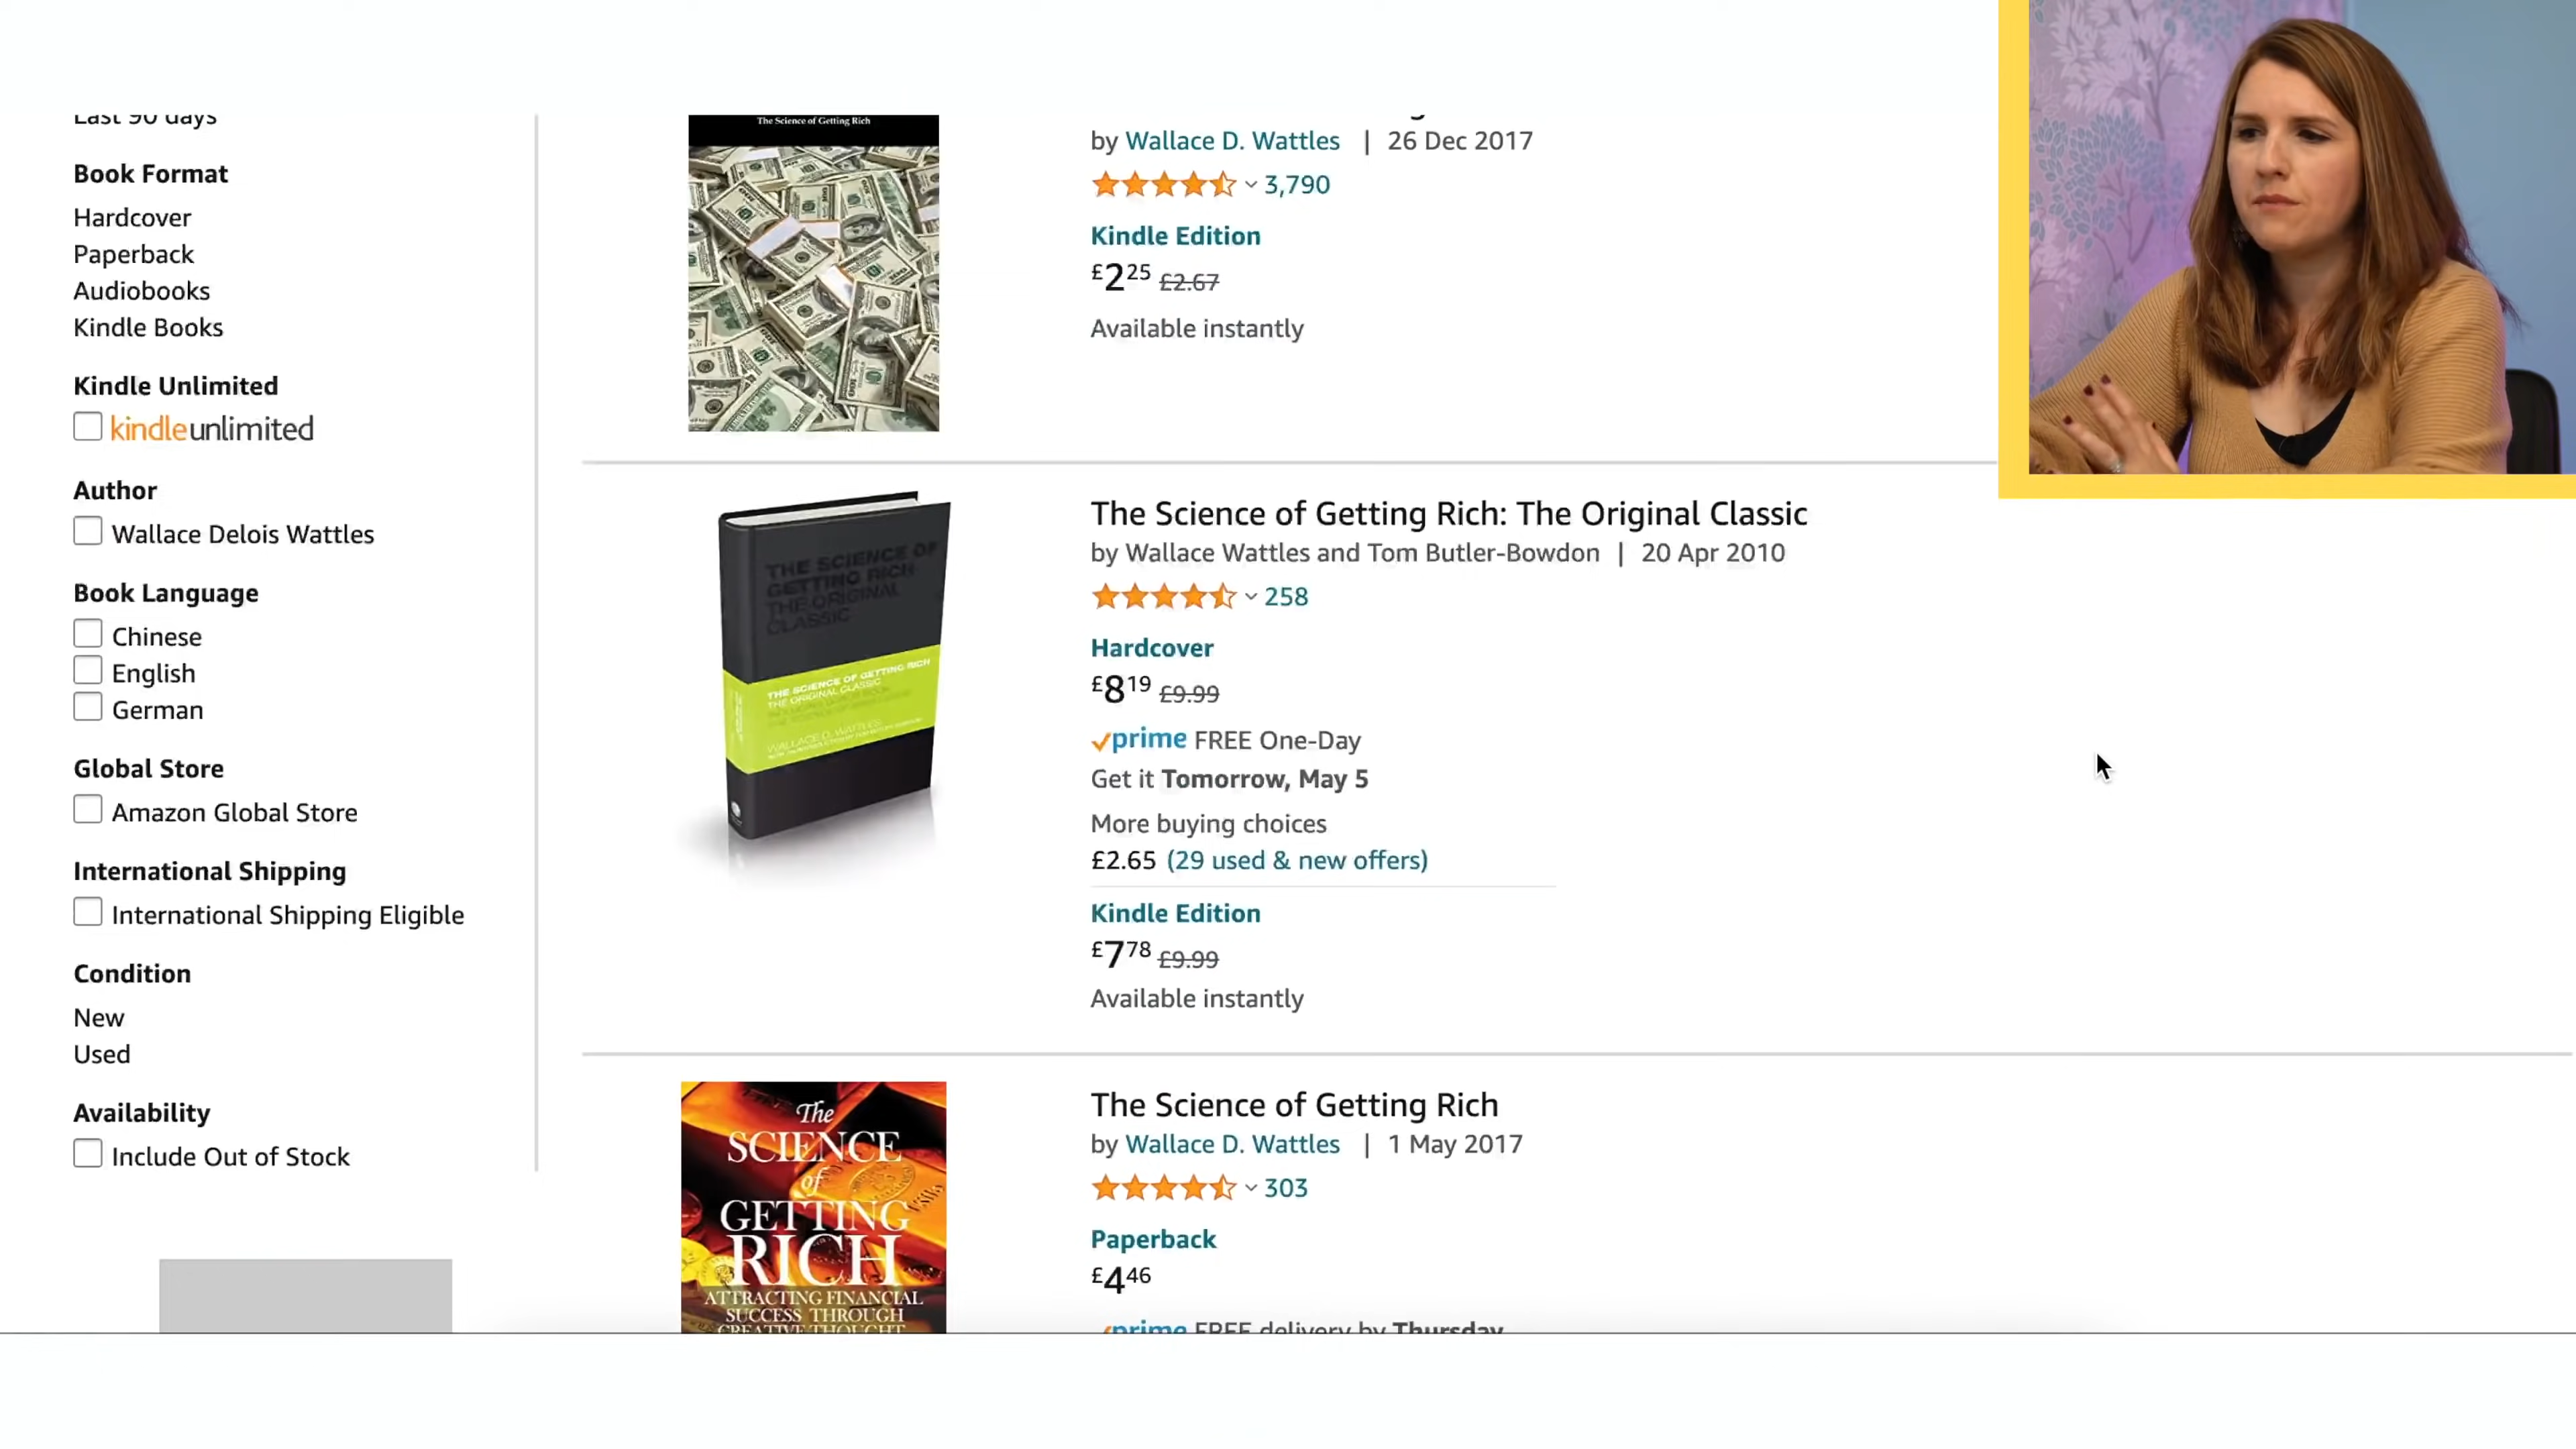 Last 90 days
Book Format
Hardcover
Paperback
Audiobooks
Kindle Books
Kindle Unlimited
kindleunlimited
Author
Wallace Delois Wattles
Book Language
Chinese
English
German
Global Store
Amazon Global Store
International Shipping
International Shipping Eligible
Condition
New
Used
Availability
Include Out of Stock
The Science of Getting Rich
by Wallace D. Wattles | 26 Dec 2017
3,790
Kindle Edition
£2.25 £2.67
Available instantly
THE SCIENCE OF
GETTING RICH
THE ORIGINAL
CLASSIC
THE SCIENCE OF GETTING RICH
THE ORIGINAL CLASSIC
WALLACE D. WATTLES
The Science of Getting Rich: The Original Classic
by Wallace Wattles and Tom Butler-Bowdon | 20 Apr 2010
258
Hardcover
£8.19 £9.99
prime FREE One-Day
Get it Tomorrow, May 5
More buying choices
£2.65 (29 used & new offers)
Kindle Edition
£7.78 £9.99
Available instantly
The
SCIENCE
of
GETTING
RICH
ATTRACTING FINANCIAL
SUCCESS THROUGH
CREATIVE THOUGHT
The Science of Getting Rich
by Wallace D. Wattles | 1 May 2017
303
Paperback
£4.46
prime FREE delivery by Thursday